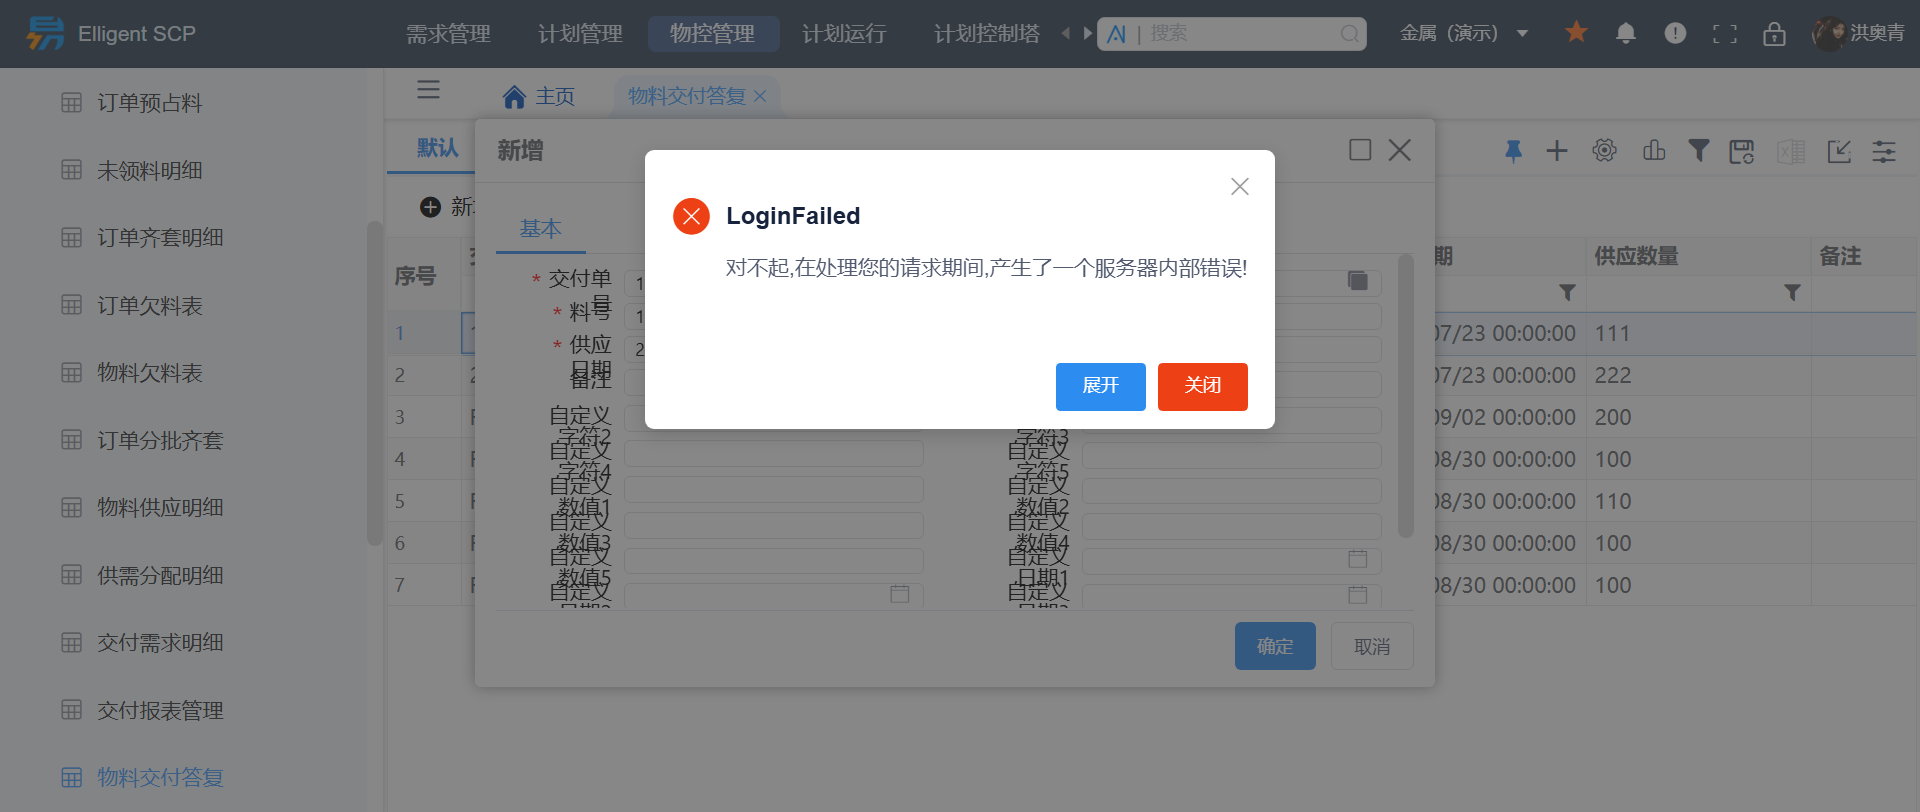 Elligent SCP
需求管理 计划管理 物控管理 计划运行 计划控制塔
搜索
金属（演示）
洪奥青
主页 物料交付答复
订单预占料
未领料明细
订单齐套明细
订单欠料表
物料欠料表
订单分批齐套
物料供应明细
供需分配明细
交付需求明细
交付报表管理
物料交付答复
默认
新增
LoginFailed
对不起,在处理您的请求期间,产生了一个服务器内部错误!
展开 关闭
基本
* 交付单号
* 料号
* 供应日期
备注
自定义字符2
自定义字符3
自定义字符4
自定义字符5
自定义数值1
自定义数值2
自定义数值3
自定义数值4
自定义数值5
自定义日期1
自定义日期2
自定义日期3
确定 取消
序号 期 供应数量 备注
1 07/23 00:00:00 111
2 07/23 00:00:00 222
3 09/02 00:00:00 200
4 08/30 00:00:00 100
5 08/30 00:00:00 110
6 08/30 00:00:00 100
7 08/30 00:00:00 100